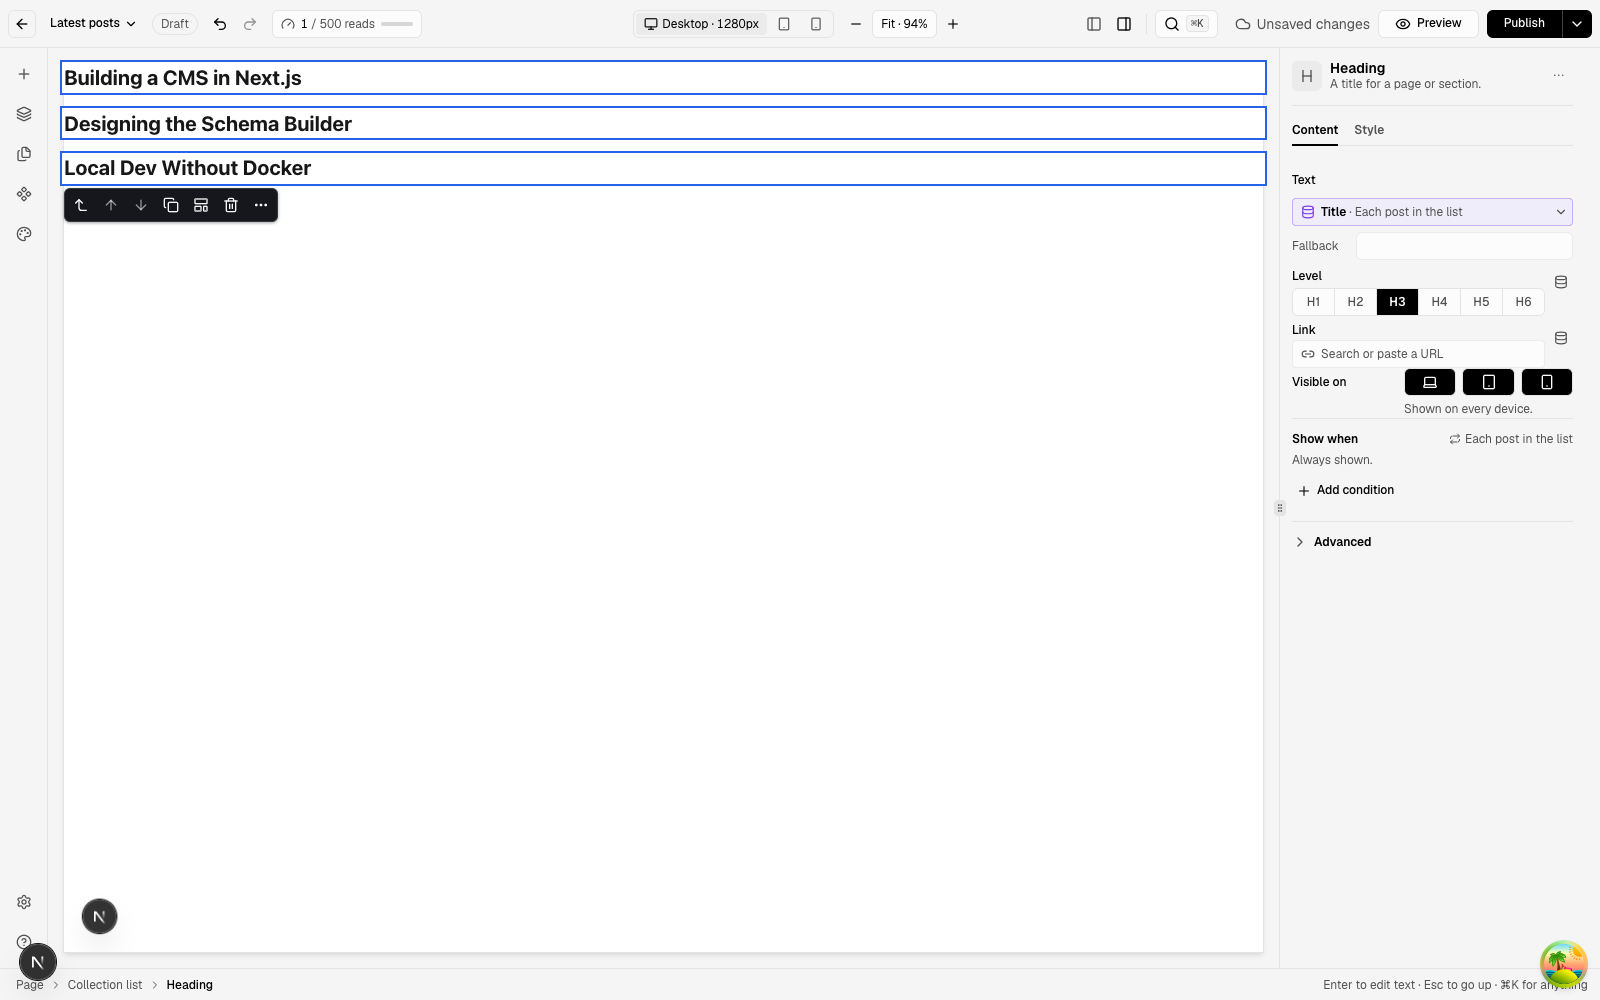 Latest posts
Draft
1 / 500 reads
Desktop · 1280px
Fit · 94%
⌘K
Unsaved changes
Preview
Publish
Building a CMS in Next.js
Designing the Schema Builder
Local Dev Without Docker
H
Heading
A title for a page or section.
Content
Style
Text
Title · Each post in the list
Fallback
Level
H1 H2 H3 H4 H5 H6
Link
Search or paste a URL
Visible on
Shown on every device.
Show when
Each post in the list
Always shown.
Add condition
Advanced
N
N
Page > Collection list > Heading
Enter to edit text · Esc to go up · ⌘K for anything